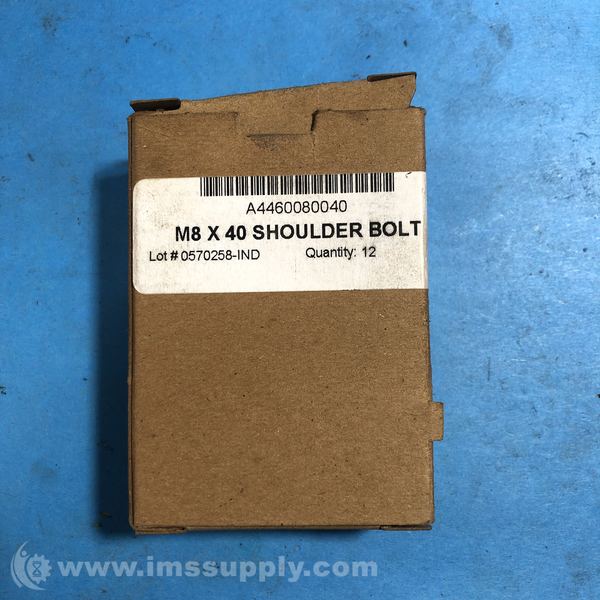 A4460080040
M8 X 40 SHOULDER BOLT
Lot # 0570258-IND Quantity: 12
www.imssupply.com